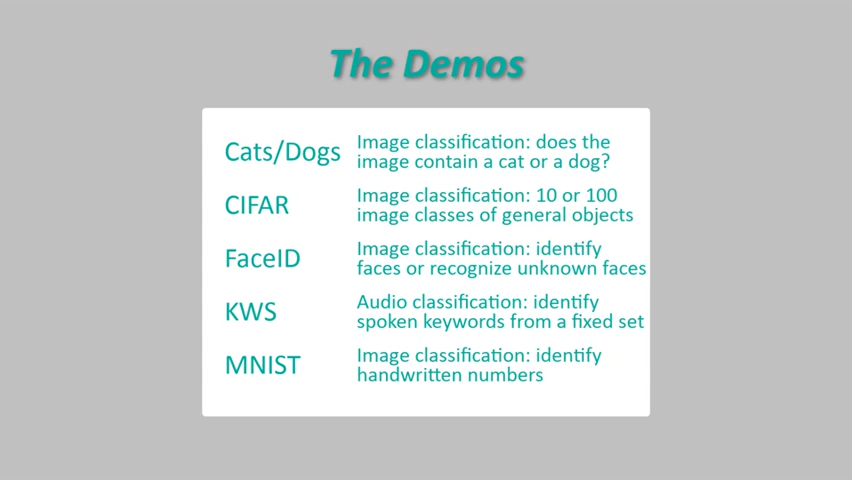 The Demos
Cats/Dogs
Image classification: does the
image contain a cat or a dog?
CIFAR
Image classification: 10 or 100
image classes of general objects
FaceID
Image classification: identify
faces or recognize unknown faces
KWS
Audio classification: identify
spoken keywords from a fixed set
MNIST
Image classification: identify
handwritten numbers